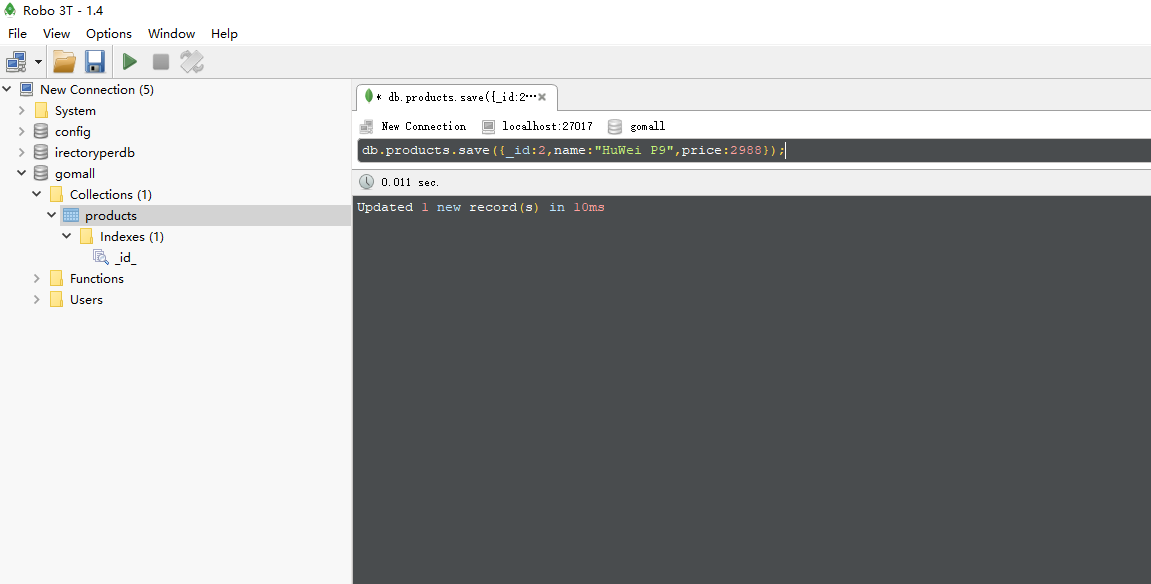 Robo 3T - 1.4
File View Options Window Help
New Connection (5)
System
config
irectoryperdb
gomall
Collections (1)
products
Indexes (1)
_id_
Functions
Users
* db.products.save({_id:2⋯
New Connection localhost:27017 gomall
db.products.save({_id:2,name:"HuWei P9",price:2988});
0.011 sec.
Updated 1 new record(s) in 10ms